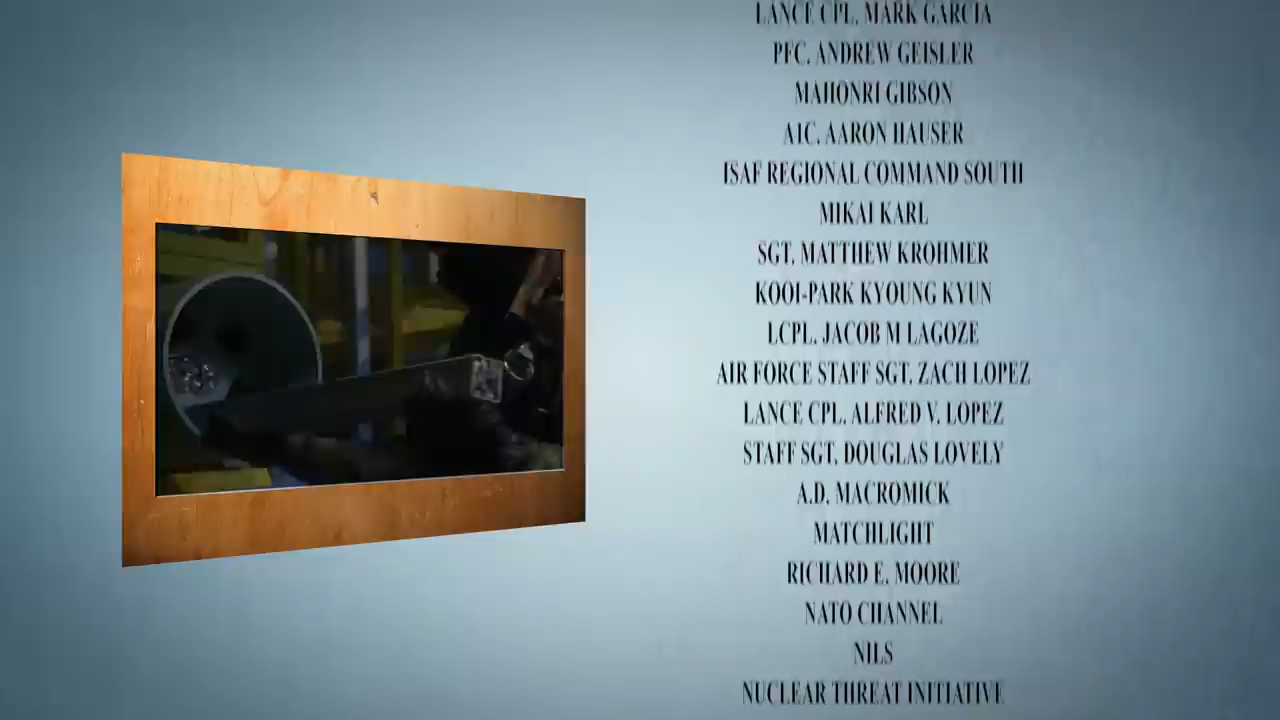 LANCE CPL. MARK GARCIA
PFC. ANDREW GEISLER
MAHONRI GIBSON
A1C. AARON HAUSER
ISAF REGIONAL COMMAND SOUTH
MIKAI KARL
SGT. MATTHEW KROHMER
KOOI-PARK KYOUNG KYUN
LCPL. JACOB M LAGOZE
AIR FORCE STAFF SGT. ZACH LOPEZ
LANCE CPL. ALFRED V. LOPEZ
STAFF SGT. DOUGLAS LOVELY
A.D. MACROMICK
MATCHLIGHT
RICHARD E. MOORE
NATO CHANNEL
NILS
NUCLEAR THREAT INITIATIVE